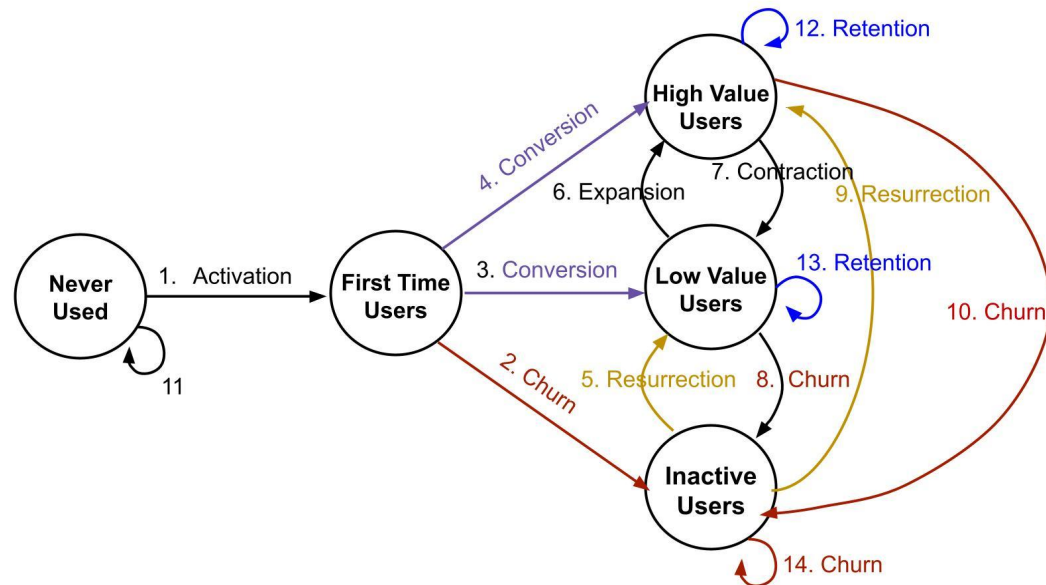 12. Retention
High Value
Users
4. Conversion
7. Contraction
6. Expansion
9. Resurrection
Never
Used
1. Activation
First Time
Users
3. Conversion
Low Value
Users
13. Retention
10. Churn
11
2. Churn
5. Resurrection
8. Churn
Inactive
Users
14. Churn